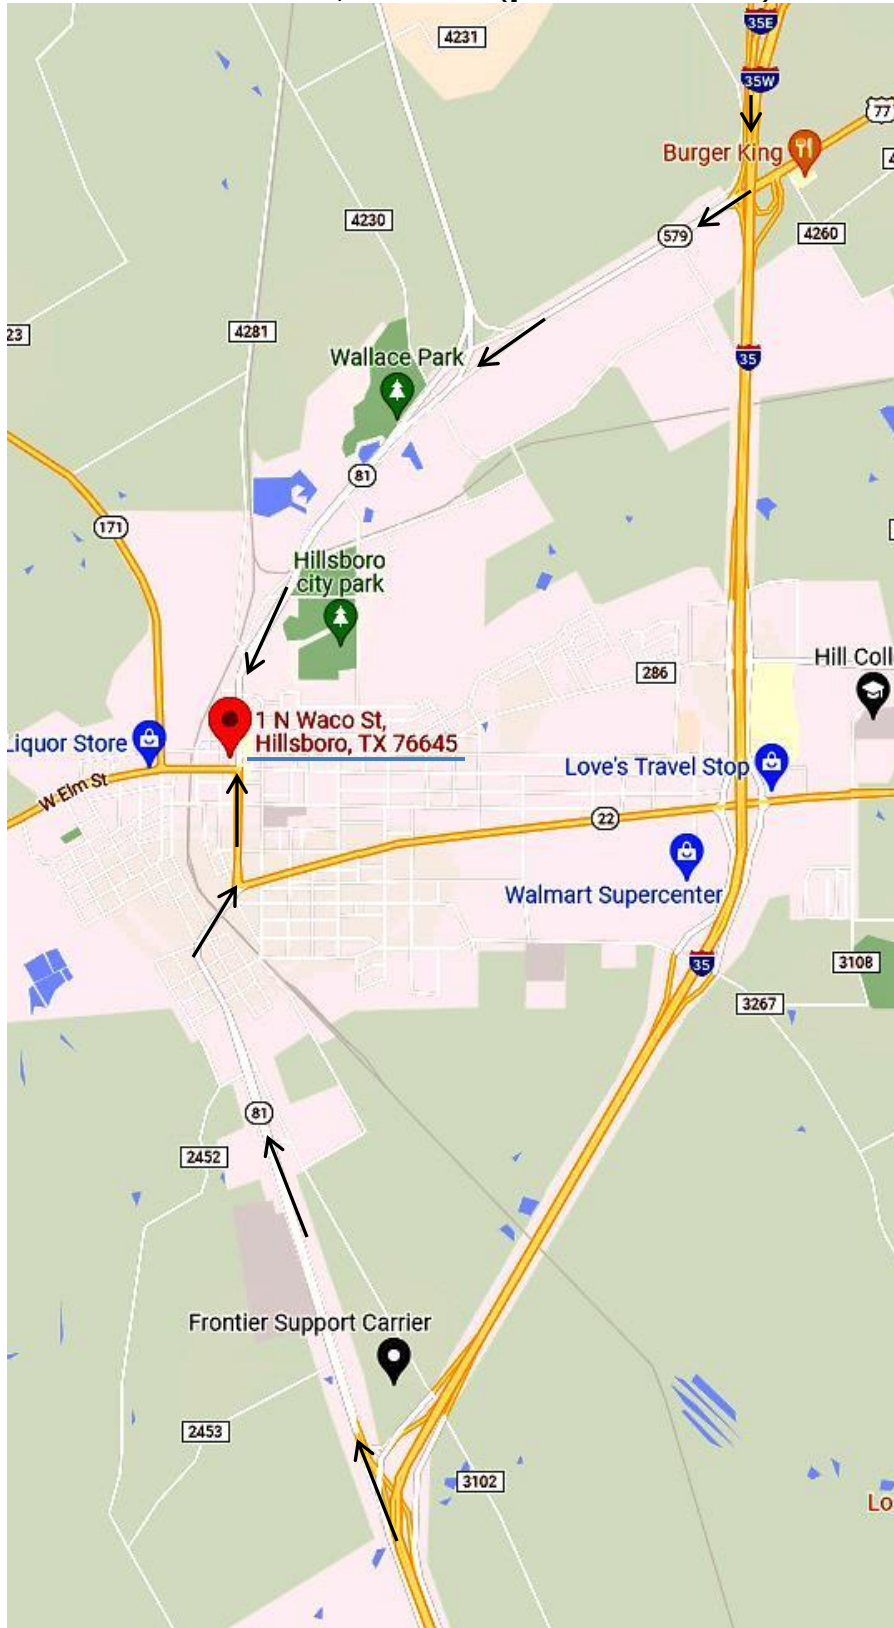 35E
4231
35W
77
Burger King
4230
579
4260
23
4281
35
Wallace Park
81
171
Hillsboro
city park
286
Hill Coll
1 N Waco St,
Hillsboro, TX 76645
Liquor Store
Love's Travel Stop
W Elm St
22
Walmart Supercenter
35
3108
3267
81
2452
Frontier Support Carrier
2453
3102
Lo